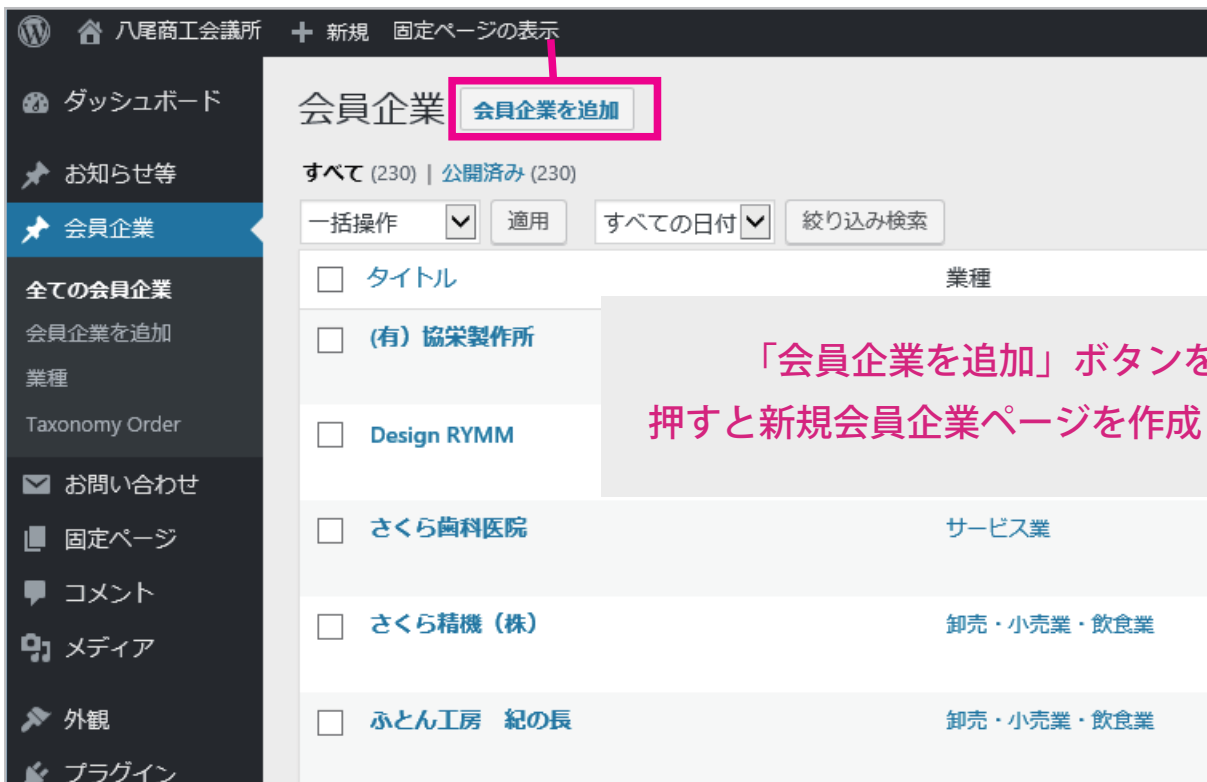 八尾商工会議所 新規 固定ページの表示
ダッシュボード
お知らせ等
会員企業
全ての会員企業
会員企業を追加
業種
Taxonomy Order
お問い合わせ
固定ページ
コメント
メディア
外観
プラグイン
会員企業 会員企業を追加
すべて (230) | 公開済み (230)
一括操作 適用 すべての日付 絞り込み検索
タイトル 業種
(有）協栄製作所
「会員企業を追加」ボタンを
押すと新規会員企業ページを作成
Design RYMM
さくら歯科医院 サービス業
さくら精機（株） 卸売・小売業・飲食業
ふとん工房　紀の長 卸売・小売業・飲食業